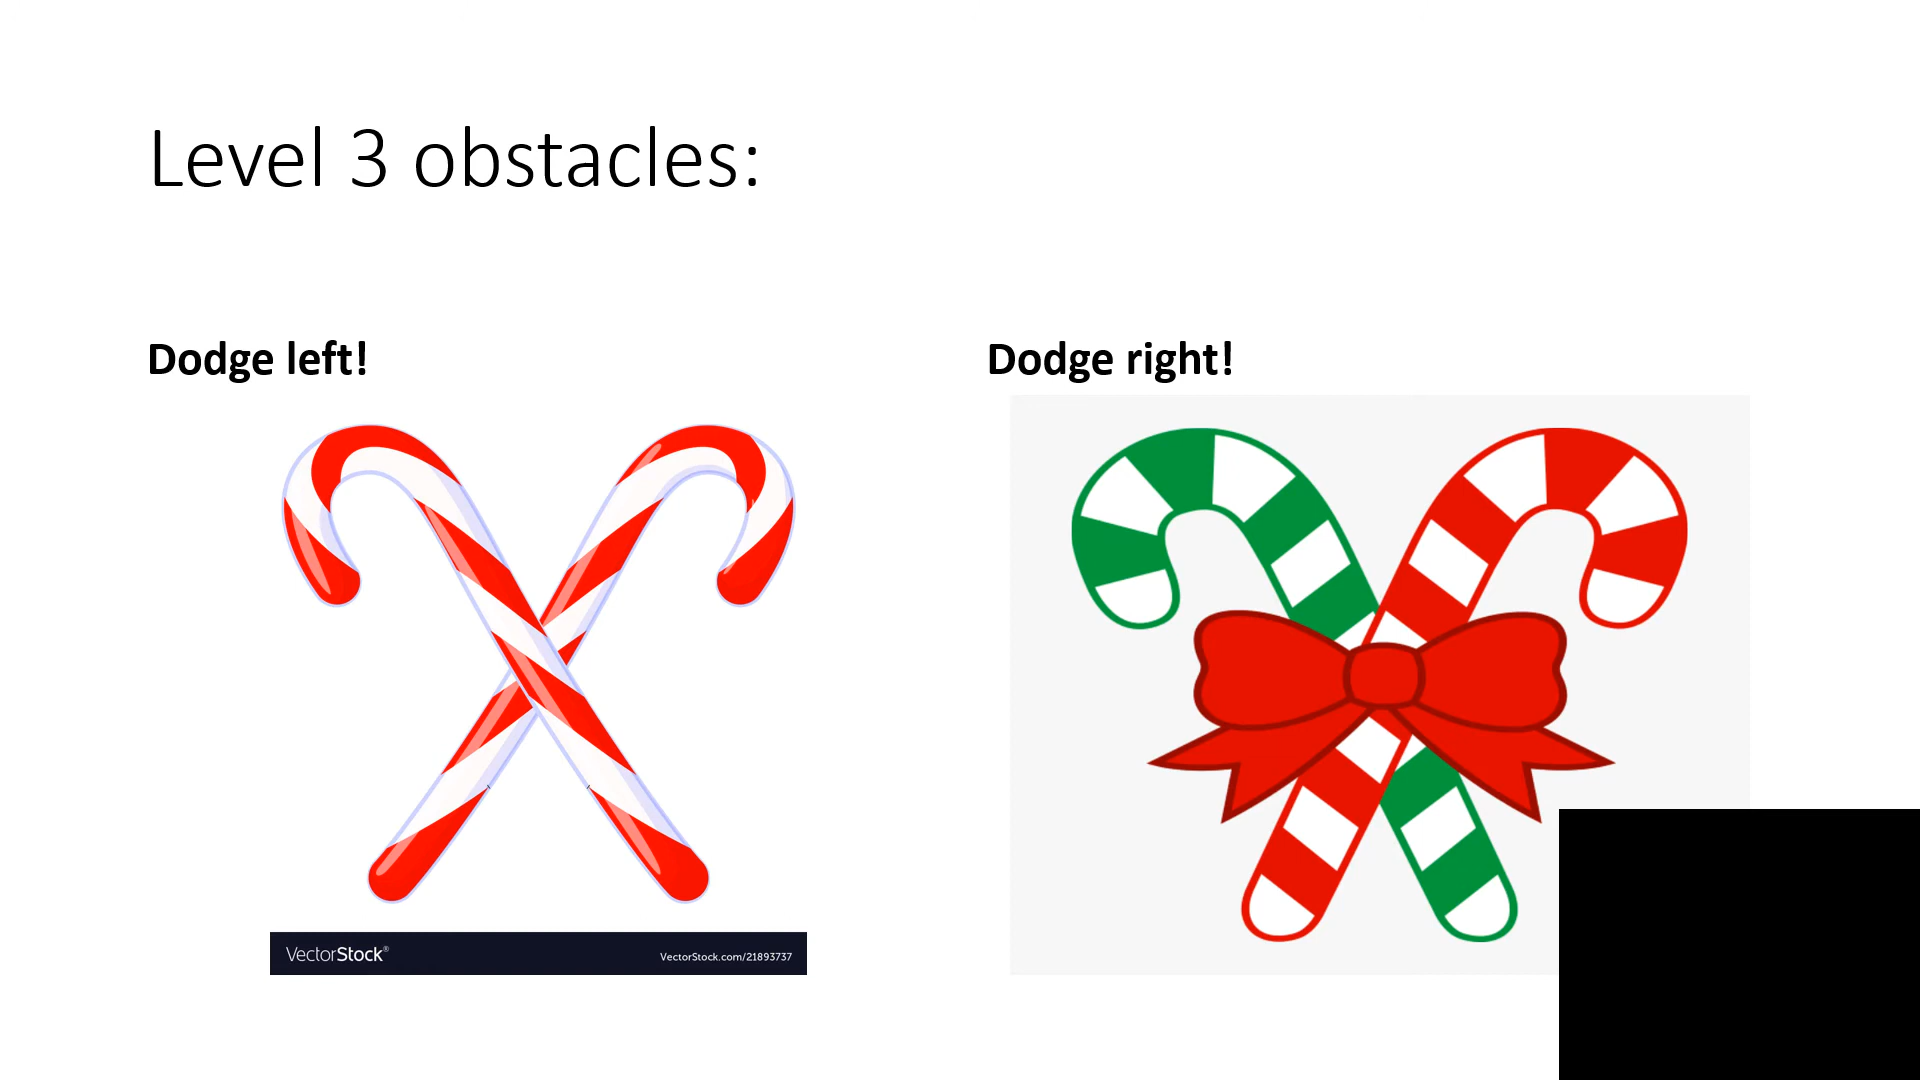 Level 3 obstacles:
Dodge left!
Dodge right!
VectorStock®
VectorStock.com/21893737